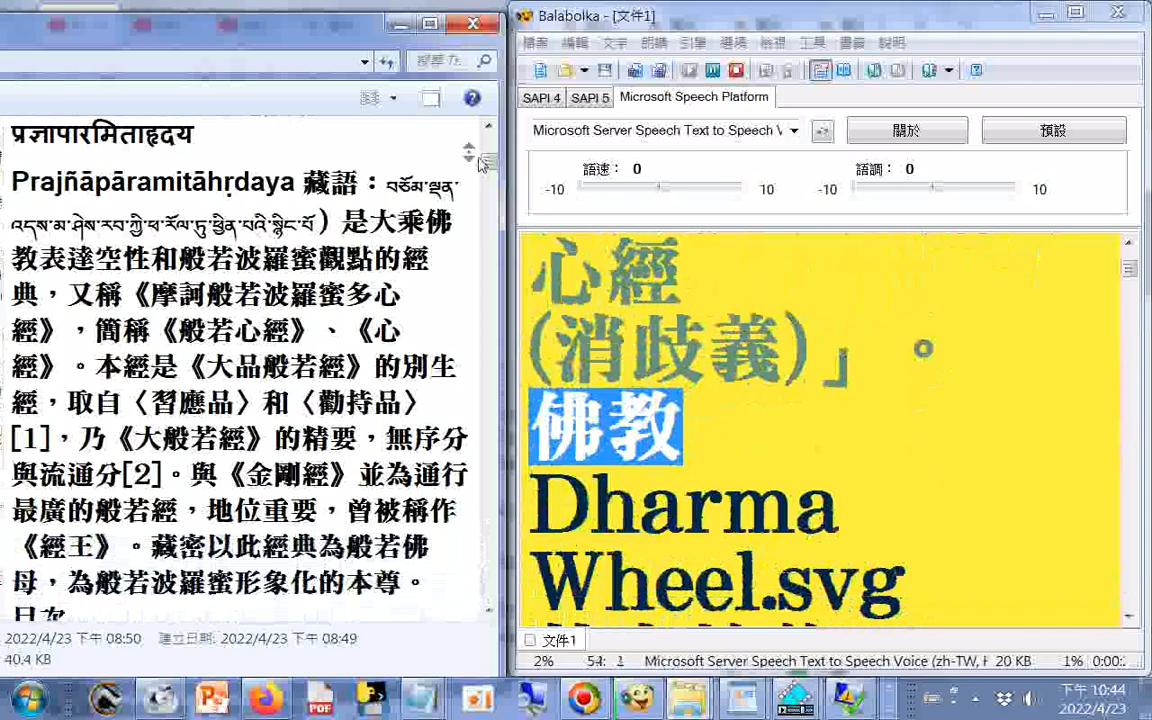 प्रज्ञापारमिताहृदय
Prajñāpāramitāhṛdaya 藏語：བཅོམ་ལྡན་
འདས་མ་ཤེས་རབ་ཀྱི་ཕ་རོལ་ཏུ་ཕྱིན་པའི་སྙིང་པོ）是大乘佛
教表達空性和般若波羅蜜觀點的經
典，又稱《摩訶般若波羅蜜多心
經》，簡稱《般若心經》、《心
經》。本經是《大品般若經》的別生
經，取自〈習應品〉和〈勸持品〉
[1]，乃《大般若經》的精要，無序分
與流通分[2]。與《金剛經》並為通行
最廣的般若經，地位重要，曾被稱作
《經王》。藏密以此經典為般若佛
母，為般若波羅蜜形象化的本尊。
目次
2022/4/23 下午 08:50 建立日期: 2022/4/23 下午 08:49
40.4 KB
Balabolka - [文件1]
檔案 編輯 文字 朗讀 引擎 選項 檢視 工具 書籤 說明
SAPI 4 SAPI 5 Microsoft Speech Platform
Microsoft Server Speech Text to Speech V
關於 預設
語速： 0 語調： 0
-10 10 -10 10
心經
(消歧義)」。
佛教
Dharma
Wheel.svg
文件1
2% 54: 1 Microsoft Server Speech Text to Speech Voice (zh-TW, H 20 KB 1% 0:00:
PDF
下午 10:44
2022/4/23